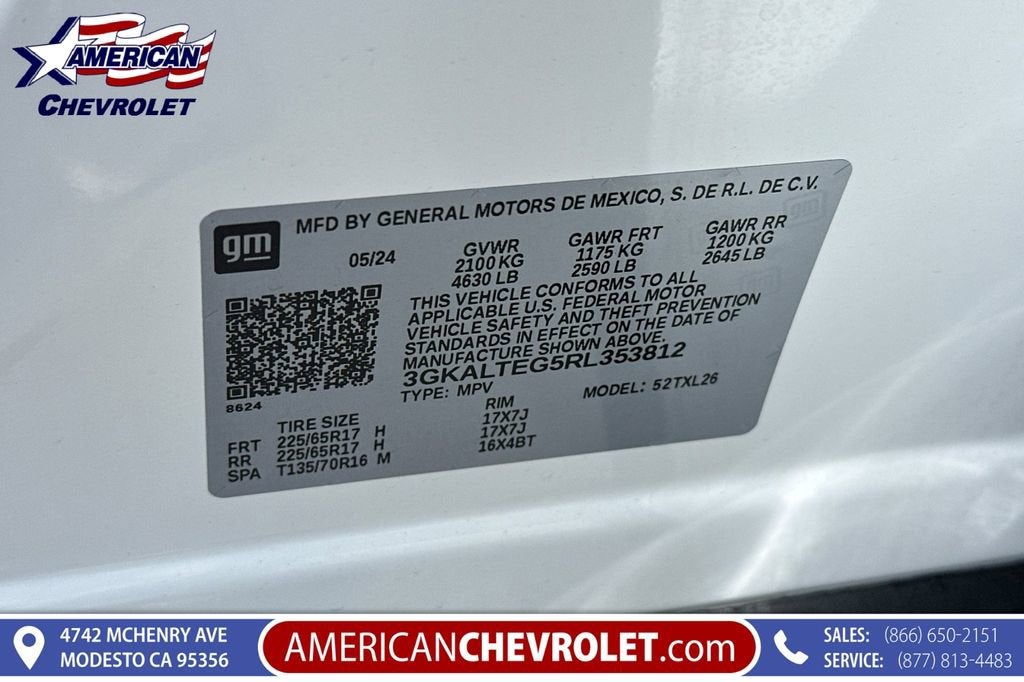 AMERICAN
CHEVROLET
gm
MFD BY GENERAL MOTORS DE MEXICO, S. DE R.L. DE C.V.
05/24 GVWR GAWR FRT GAWR RR
2100 KG 1175 KG 1200 KG
4630 LB 2590 LB 2645 LB
THIS VEHICLE CONFORMS TO ALL
APPLICABLE U.S. FEDERAL MOTOR
VEHICLE SAFETY AND THEFT PREVENTION
STANDARDS IN EFFECT ON THE DATE OF
MANUFACTURE SHOWN ABOVE.
3GKALTEG5RL353812
TYPE: MPV MODEL: 52TXL26
8624
TIRE SIZE RIM
FRT 225/65R17 H 17X7J
RR 225/65R17 H 17X7J
SPA T135/70R16 M 16X4BT
4742 MCHENRY AVE
MODESTO CA 95356
AMERICANCHEVROLET.com
SALES: (866) 650-2151
SERVICE: (877) 813-4483